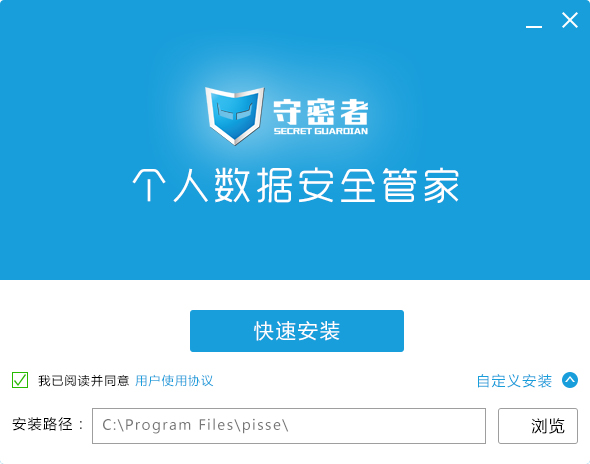 守密者
SECRET GUARDIAN
个人数据安全管家
快速安装
我已阅读并同意 用户使用协议
自定义安装
安装路径： C:\Program Files\pisse\ 浏览